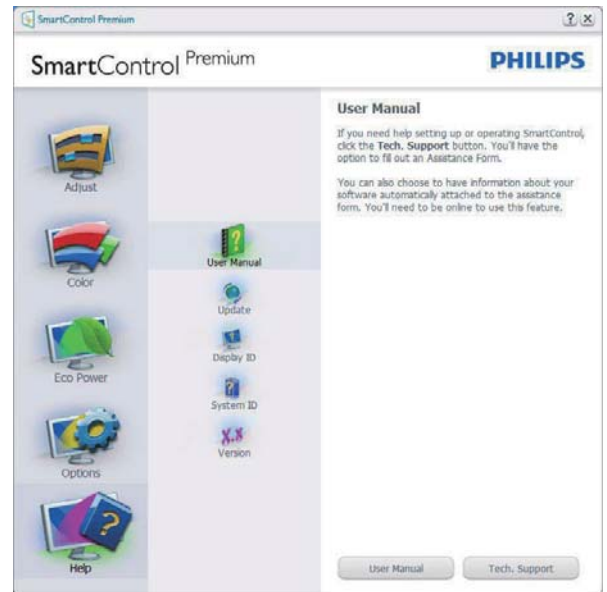 SmartControl Premium
? X
SmartControl Premium
PHILIPS
Adjust
Color
Eco Power
Options
Help
User Manual
Update
Display ID
System ID
X.X
Version
User Manual
If you need help setting up or operating SmartControl,
click the Tech. Support button. You'll have the
option to fill out an Assistance Form.
You can also choose to have information about your
software automatically attached to the assistance
form. You'll need to be online to use this feature.
User Manual
Tech. Support